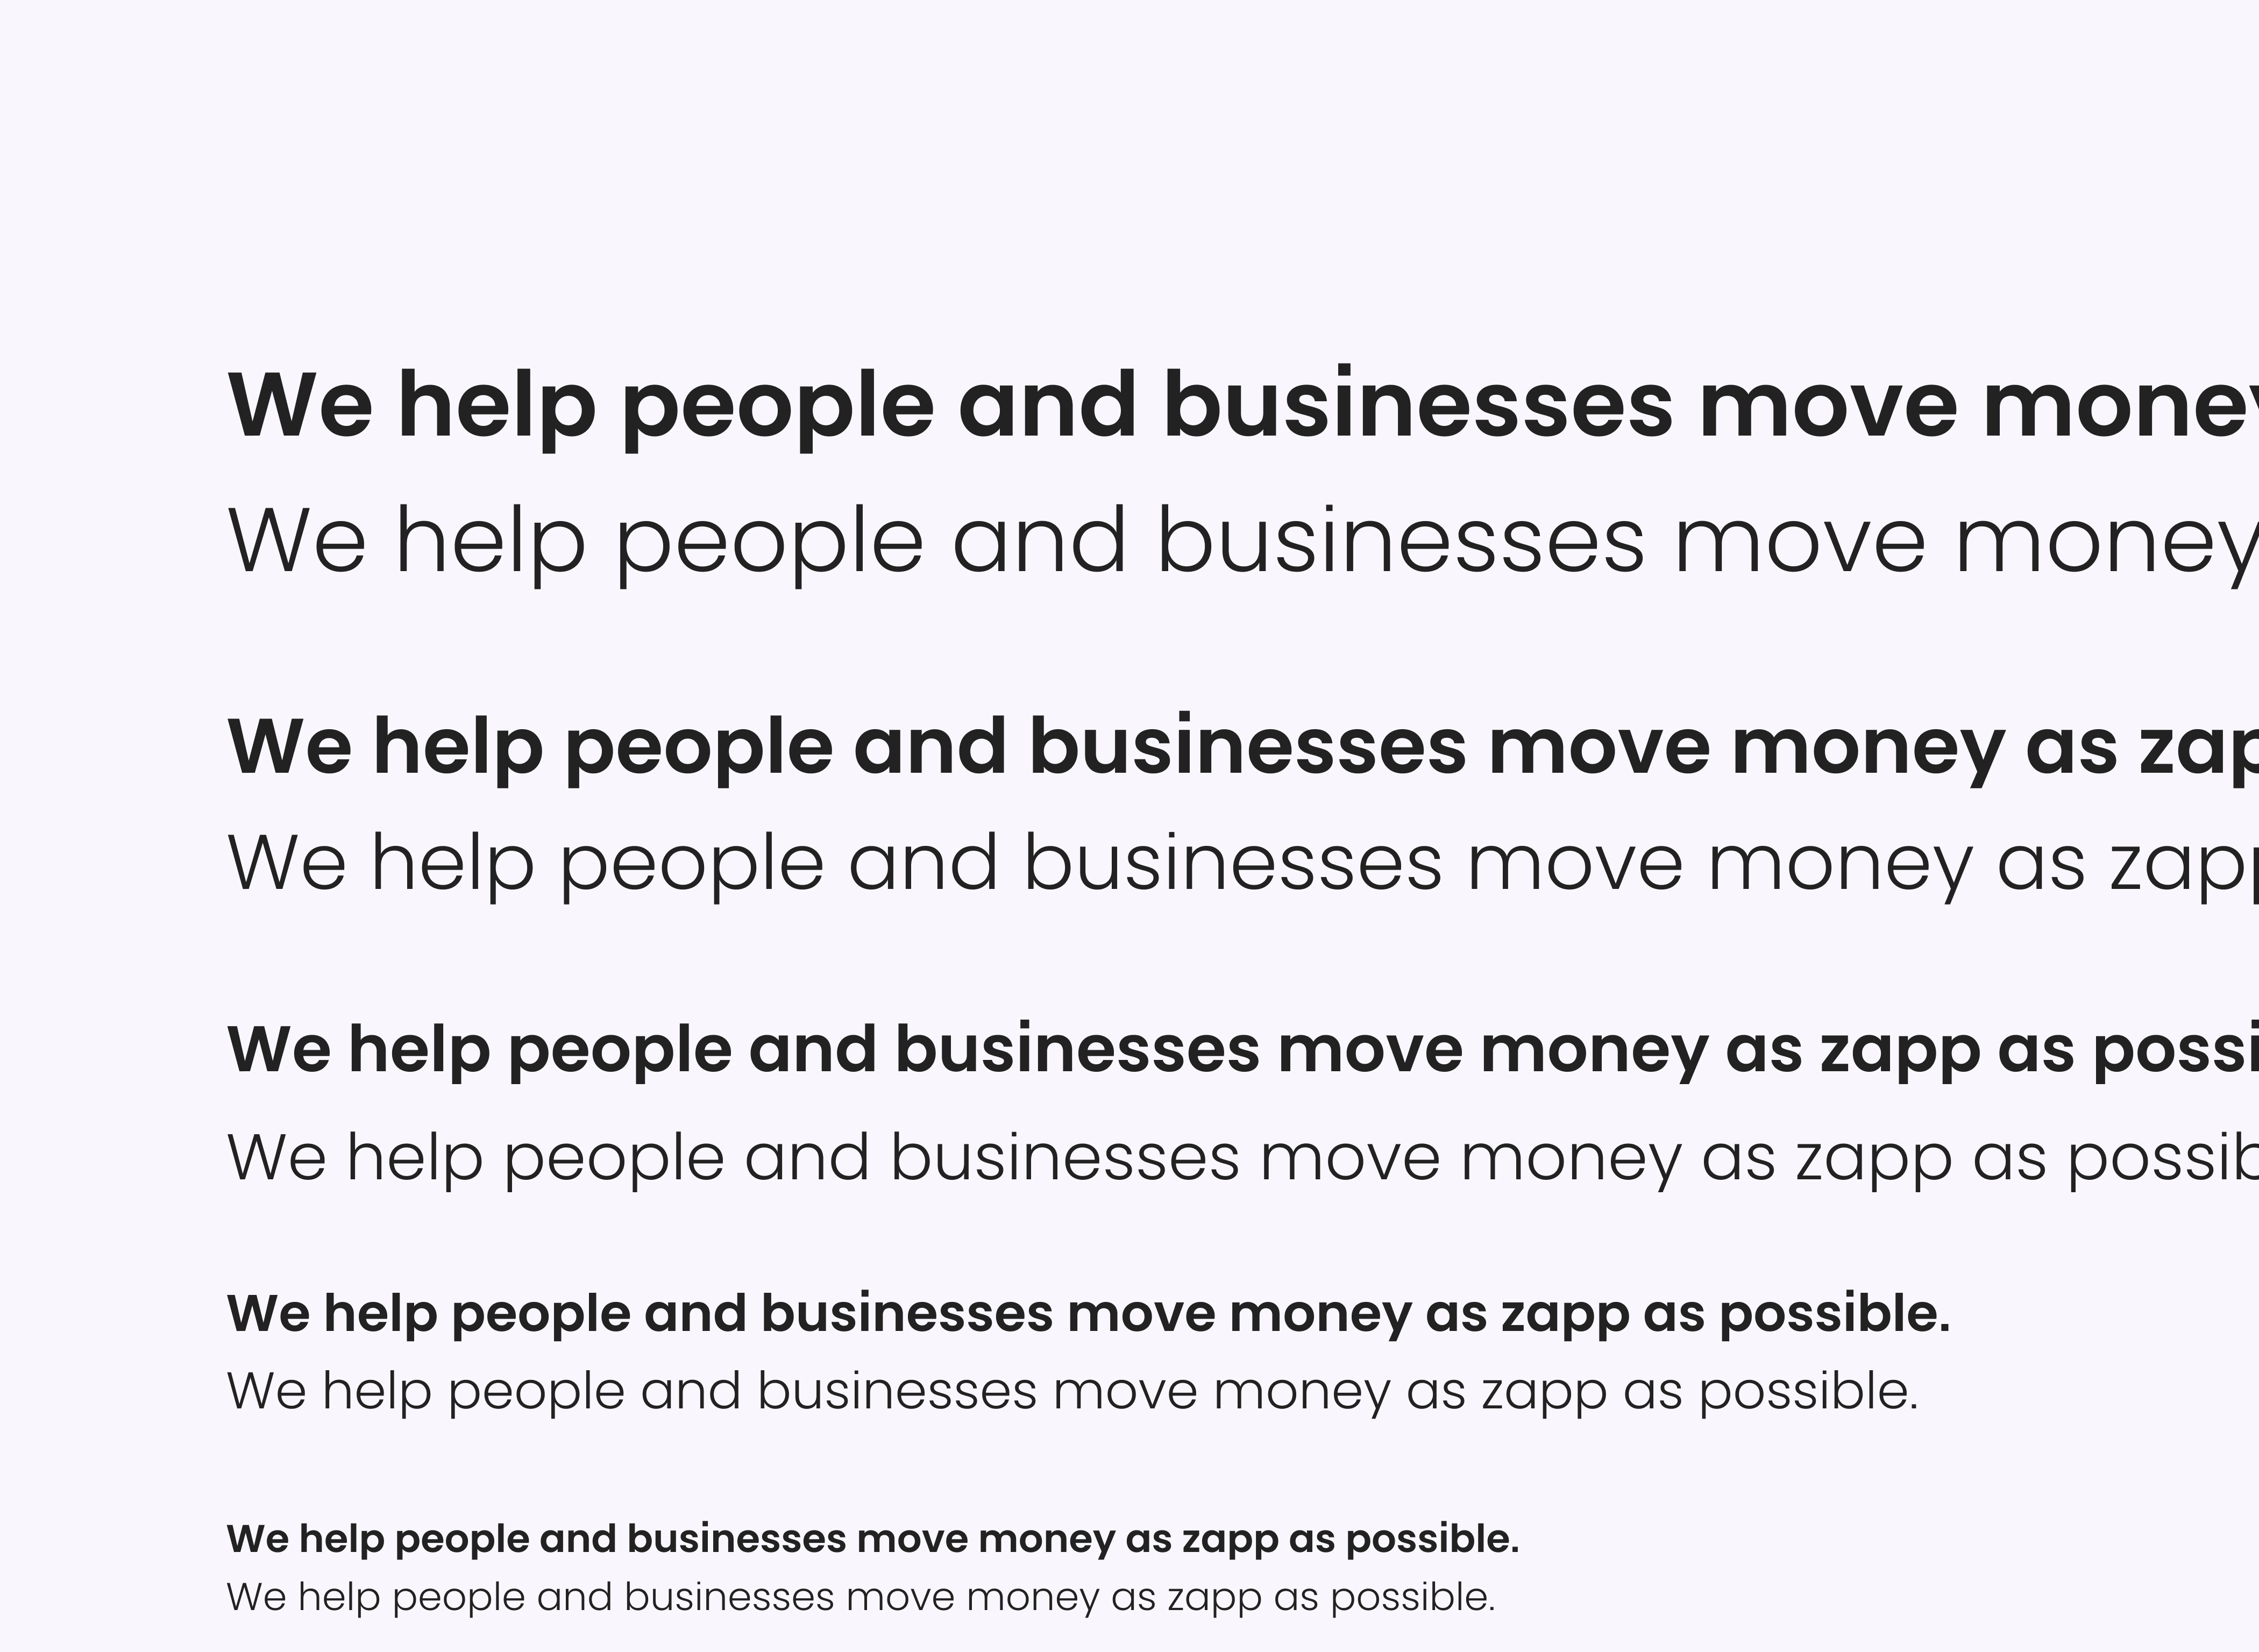 We help people and businesses move money
We help people and businesses move money
We help people and businesses move money as zap
We help people and businesses move money as zapp
We help people and businesses move money as zapp as possi
We help people and businesses move money as zapp as possib
We help people and businesses move money as zapp as possible.
We help people and businesses move money as zapp as possible.
We help people and businesses move money as zapp as possible.
We help people and businesses move money as zapp as possible.